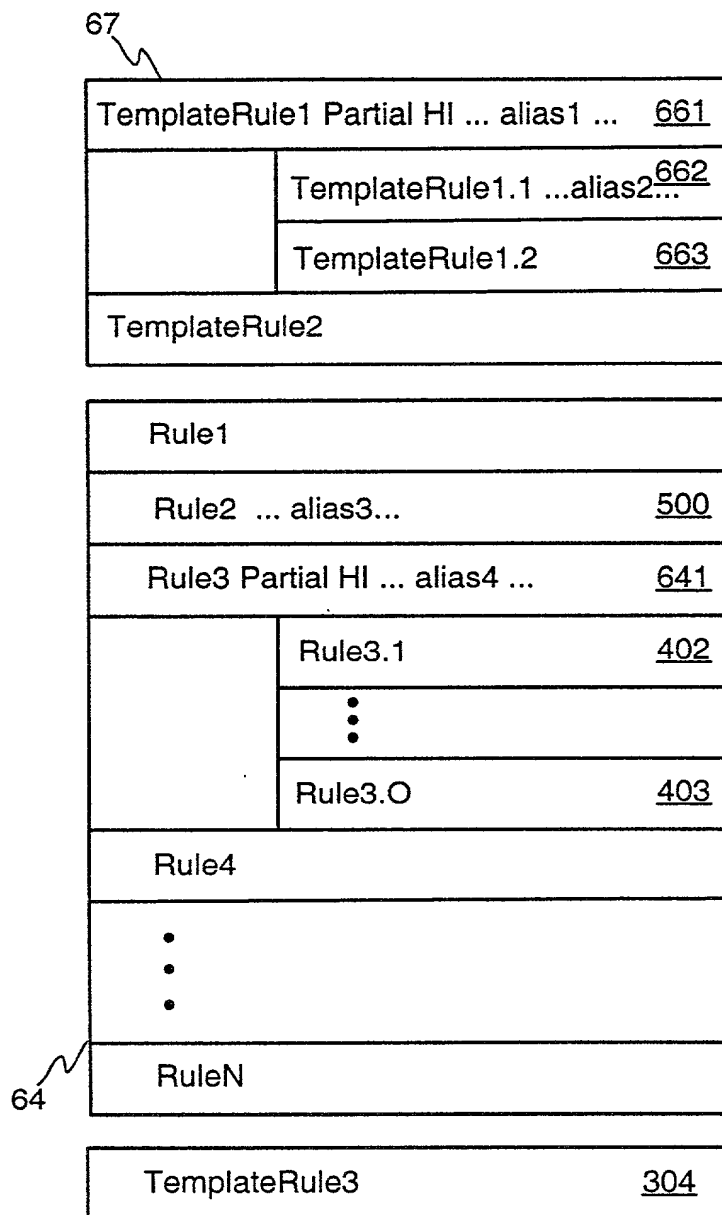 67
TemplateRule1 Partial HI ... alias1 ... 661
TemplateRule1.1 ...alias2... 662
TemplateRule1.2 663
TemplateRule2
Rule1
Rule2 ... alias3... 500
Rule3 Partial HI ... alias4 ... 641
Rule3.1 402
Rule3.O 403
Rule4
RuleN
64
TemplateRule3 304